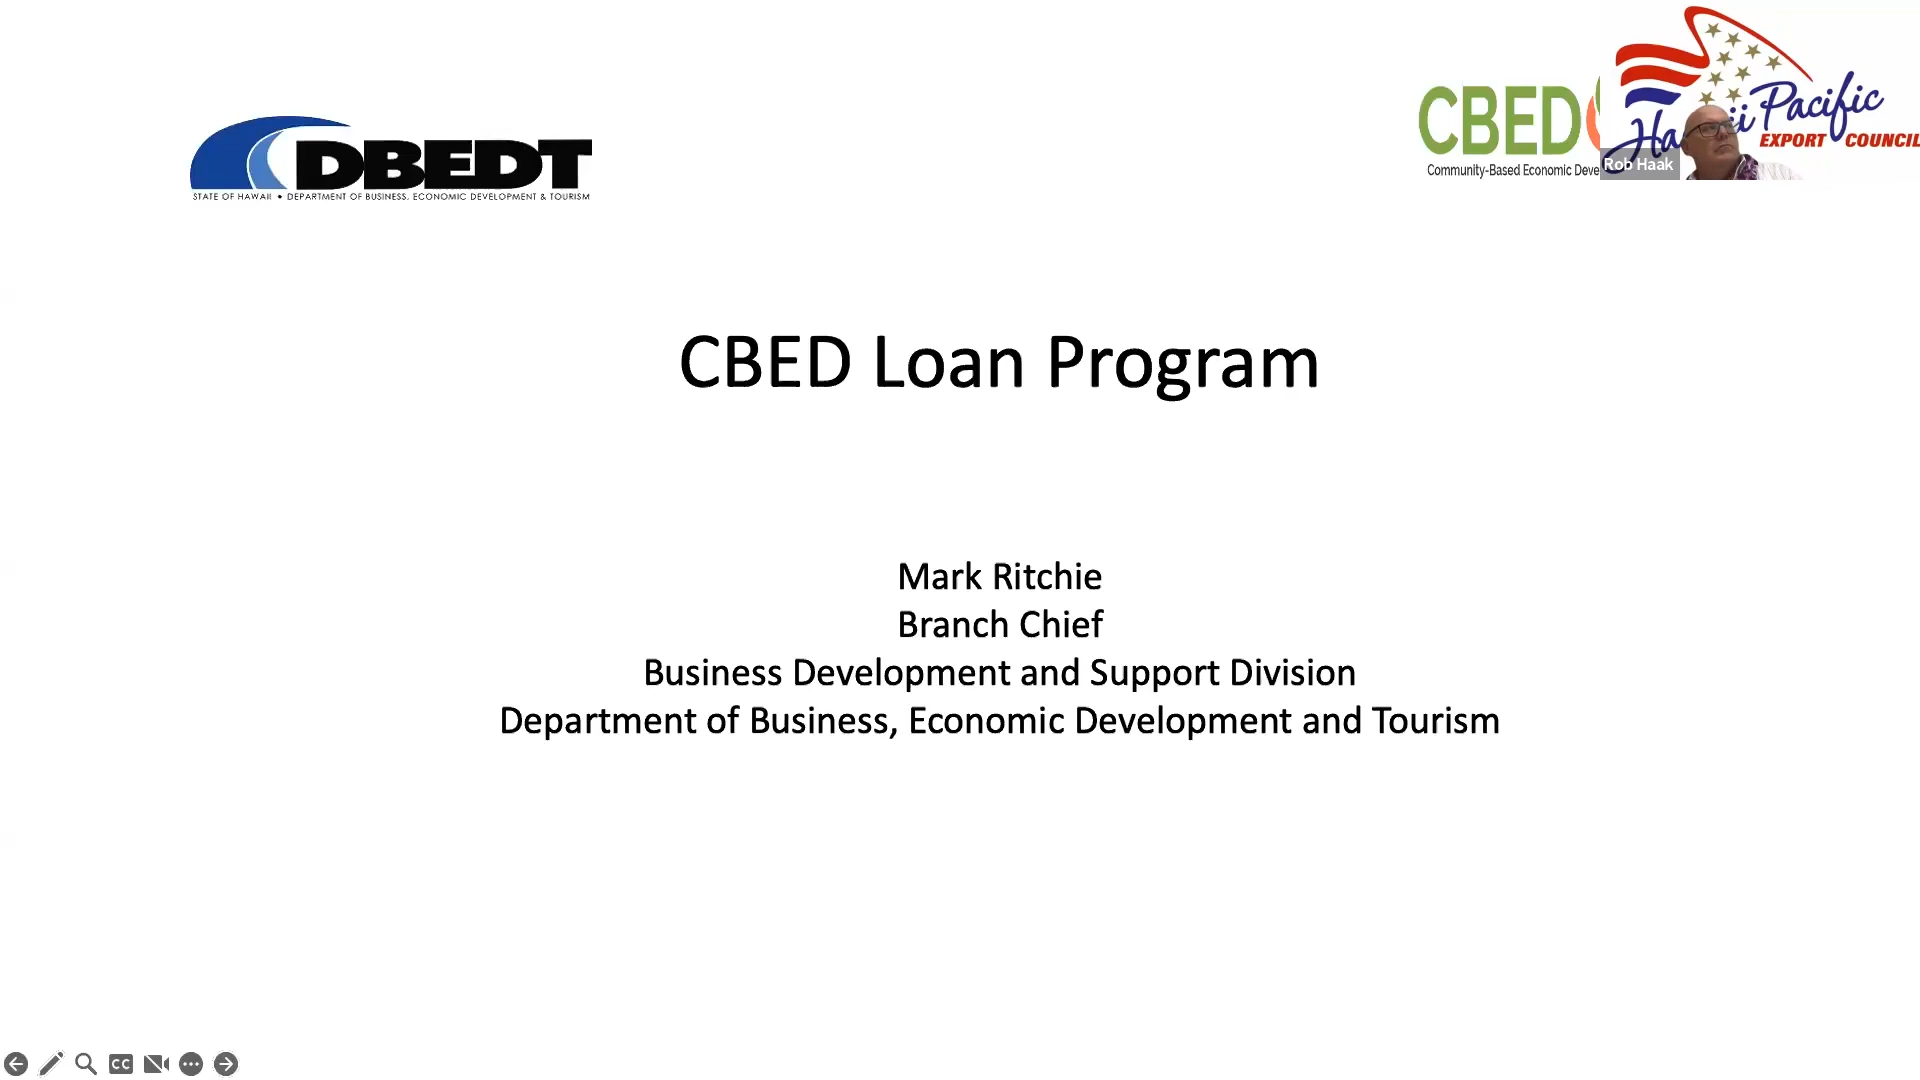 DBEDT
STATE OF HAWAII • DEPARTMENT OF BUSINESS, ECONOMIC DEVELOPMENT & TOURISM
CBED
Community-Based Economic Deve
Pacific
EXPORT COUNCIL
Rob Haak
CBED Loan Program
Mark Ritchie
Branch Chief
Business Development and Support Division
Department of Business, Economic Development and Tourism
CC